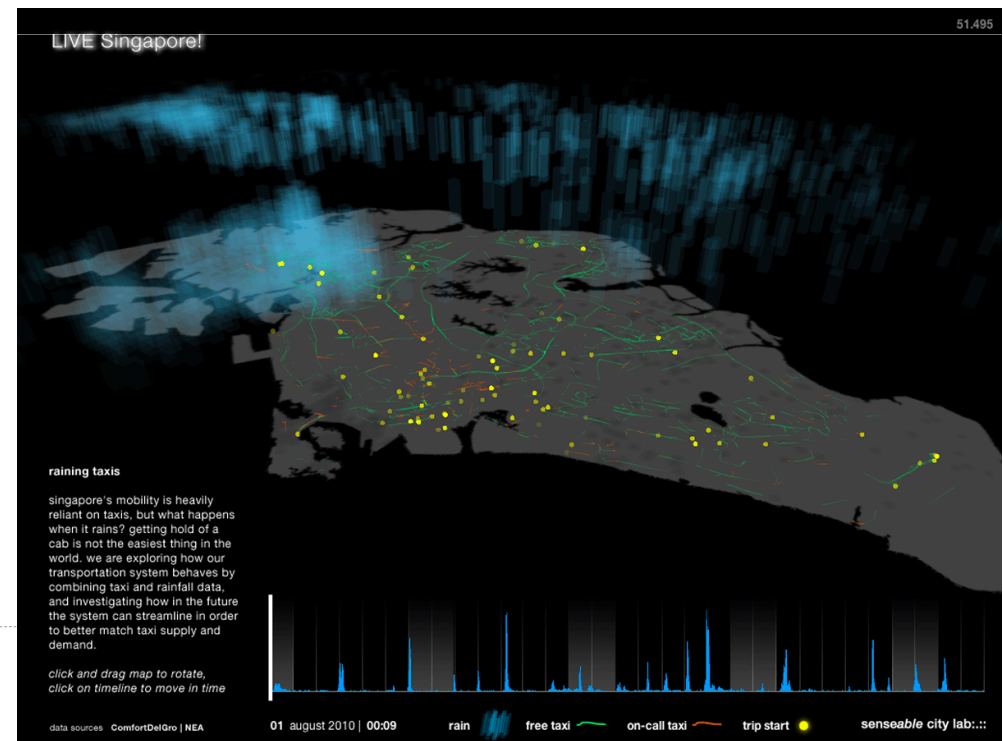 51.495
LIVE Singapore!
raining taxis
singapore's mobility is heavily
reliant on taxis, but what happens
when it rains? getting hold of a
cab is not the easiest thing in the
world. we are exploring how our
transportation system behaves by
combining taxi and rainfall data,
and investigating how in the future
the system can streamline in order
to better match taxi supply and
demand.
click and drag map to rotate,
click on timeline to move in time
data sources ComfortDelGro | NEA
01 august 2010 | 00:09
rain
free taxi
on-call taxi
trip start
senseable city lab:.::